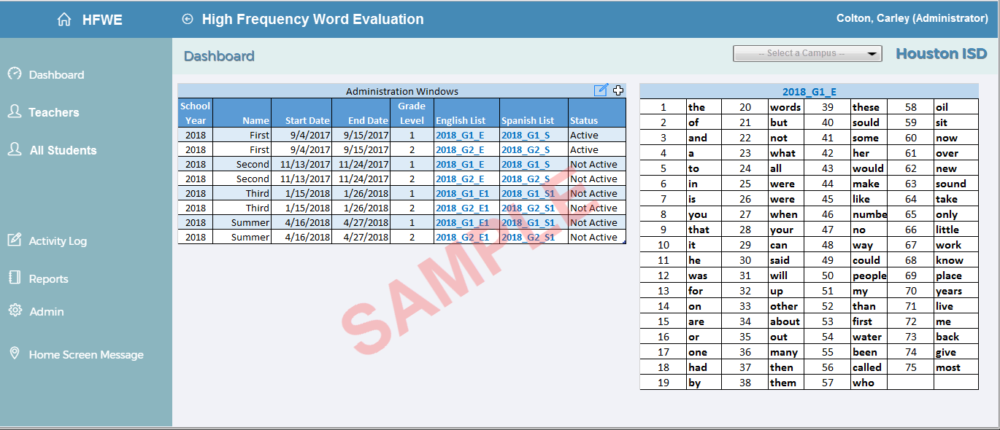 HFWE
High Frequency Word Evaluation
Colton, Carley (Administrator)
Dashboard
-- Select a Campus --
Houston ISD
Dashboard
Teachers
All Students
Activity Log
Reports
Admin
Home Screen Message
Administration Windows
School Year Name Start Date End Date Grade Level English List Spanish List Status
2018 First 9/4/2017 9/15/2017 1 2018_G1_E 2018_G1_S Active
2018 First 9/4/2017 9/15/2017 2 2018_G2_E 2018_G2_S Active
2018 Second 11/13/2017 11/24/2017 1 2018_G1_E 2018_G1_S Not Active
2018 Second 11/13/2017 11/24/2017 2 2018_G2_E 2018_G2_S Not Active
2018 Third 1/15/2018 1/26/2018 1 2018_G1_E1 2018_G1_S1 Not Active
2018 Third 1/15/2018 1/26/2018 2 2018_G2_E1 2018_G2_S1 Not Active
2018 Summer 4/16/2018 4/27/2018 1 2018_G1_E1 2018_G1_S1 Not Active
2018 Summer 4/16/2018 4/27/2018 2 2018_G2_E1 2018_G2_S1 Not Active
SAMPLE
2018_G1_E
1 the 20 words 39 these 58 oil
2 of 21 but 40 sould 59 sit
3 and 22 not 41 some 60 now
4 a 23 what 42 her 61 over
5 to 24 all 43 would 62 new
6 in 25 were 44 make 63 sound
7 is 26 were 45 like 64 take
8 you 27 when 46 numbe 65 only
9 that 28 your 47 no 66 little
10 it 29 can 48 way 67 work
11 he 30 said 49 could 68 know
12 was 31 will 50 people 69 place
13 for 32 up 51 my 70 years
14 on 33 other 52 than 71 live
15 are 34 about 53 first 72 me
16 or 35 out 54 water 73 back
17 one 36 many 55 been 74 give
18 had 37 then 56 called 75 most
19 by 38 them 57 who